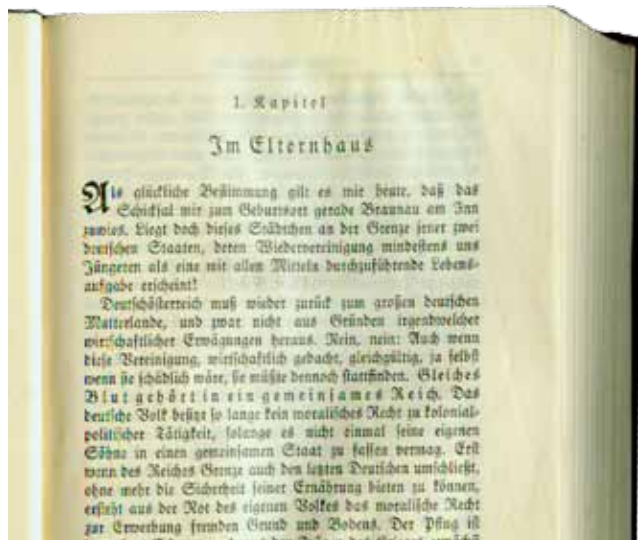 1. Kapitel
Im Elternhaus
Als glückliche Bestimmung gilt es mir heute, daß das
Schicksal mir zum Geburtsort gerade Braunau am Inn
zuwies. Liegt doch dieses Städtchen an der Grenze jener zwei
deutschen Staaten, deren Wiedervereinigung mindestens uns
Jüngeren als eine mit allen Mitteln durchzuführende Lebens-
aufgabe erscheint!
Deutschösterreich muß wieder zurück zum großen deutschen
Mutterlande, und zwar nicht aus Gründen irgendwelcher
wirtschaftlicher Erwägungen heraus. Nein, nein: Auch wenn
diese Vereinigung, wirtschaftlich gedacht, gleichgültig, ja selbst
wenn sie schädlich wäre, sie müßte dennoch stattfinden. Gleiches
Blut gehört in ein gemeinsames Reich. Das
deutsche Volk besitzt so lange kein moralisches Recht zu kolonial-
politischer Tätigkeit, solange es nicht einmal seine eigenen
Söhne in einen gemeinsamen Staat zu fassen vermag. Erst
wenn des Reiches Grenze auch den letzten Deutschen umschließt,
ohne mehr die Sicherheit seiner Ernährung bieten zu können,
ersteht aus der Not des eigenen Volkes das moralische Recht
zur Erwerbung fremden Grund und Bodens. Der Pflug ist